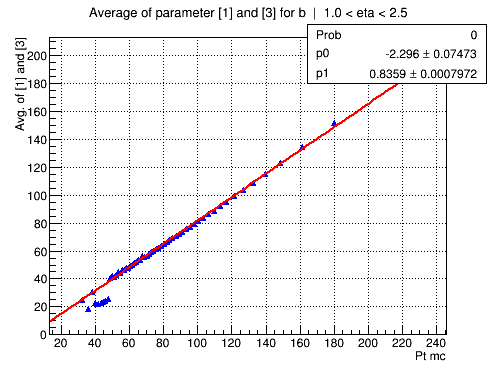 Average of parameter [1] and [3] for b | 1.0 < eta < 2.5
Prob 0
p0 -2.296 ± 0.07473
p1 0.8359 ± 0.0007972
Avg. of [1] and [3]
200
180
160
140
120
100
80
60
40
20
0
20 40 60 80 100 120 140 160 180 200 220 240
Pt mc